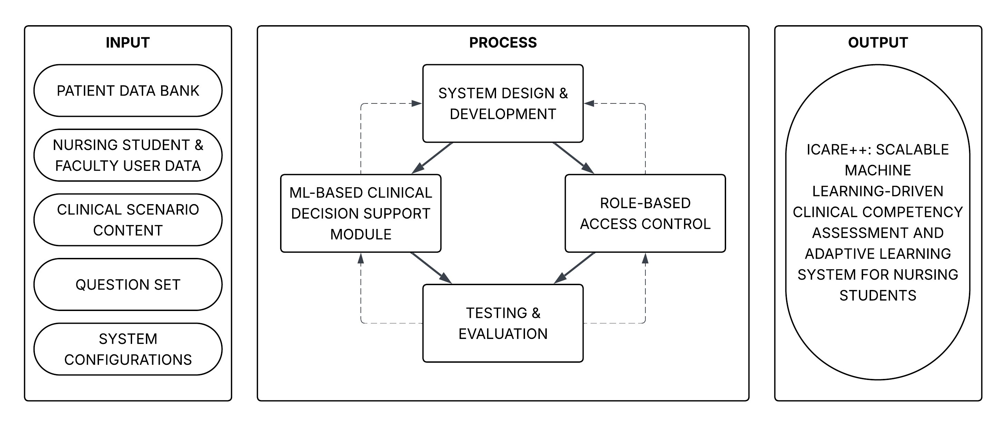 INPUT
PATIENT DATA BANK
NURSING STUDENT &
FACULTY USER DATA
CLINICAL SCENARIO
CONTENT
QUESTION SET
SYSTEM
CONFIGURATIONS
PROCESS
SYSTEM DESIGN &
DEVELOPMENT
ML-BASED CLINICAL
DECISION SUPPORT
MODULE
ROLE-BASED
ACCESS CONTROL
TESTING &
EVALUATION
OUTPUT
ICARE++: SCALABLE
MACHINE
LEARNING-DRIVEN
CLINICAL COMPETENCY
ASSESSMENT AND
ADAPTIVE LEARNING
SYSTEM FOR NURSING
STUDENTS